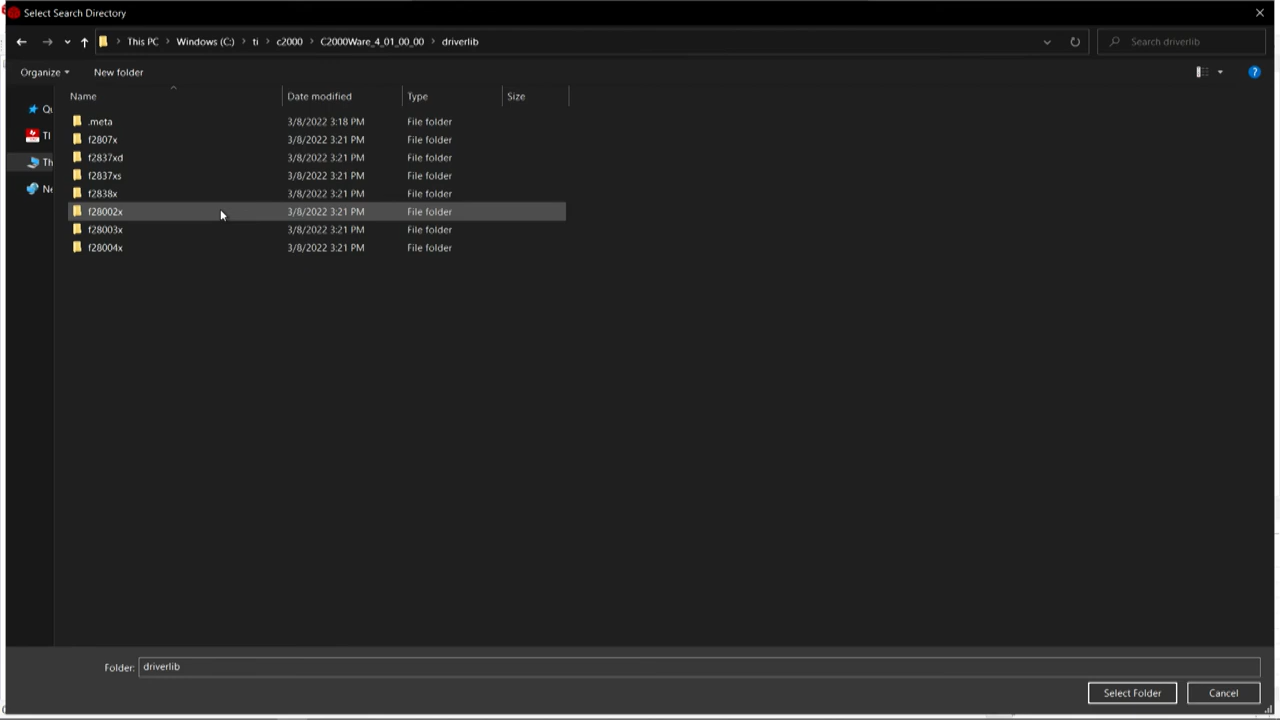 Select Search Directory
This PC > Windows (C:) > ti > c2000 > C2000Ware_4_01_00_00 > driverlib
Search driverlib
Organize
New folder
?
Name Date modified Type Size
.meta 3/8/2022 3:18 PM File folder
f2807x 3/8/2022 3:21 PM File folder
f2837xd 3/8/2022 3:21 PM File folder
f2837xs 3/8/2022 3:21 PM File folder
f2838x 3/8/2022 3:21 PM File folder
f28002x 3/8/2022 3:21 PM File folder
f28003x 3/8/2022 3:21 PM File folder
f28004x 3/8/2022 3:21 PM File folder
Qu
TI
Th
Ne
Folder: driverlib
Select Folder Cancel